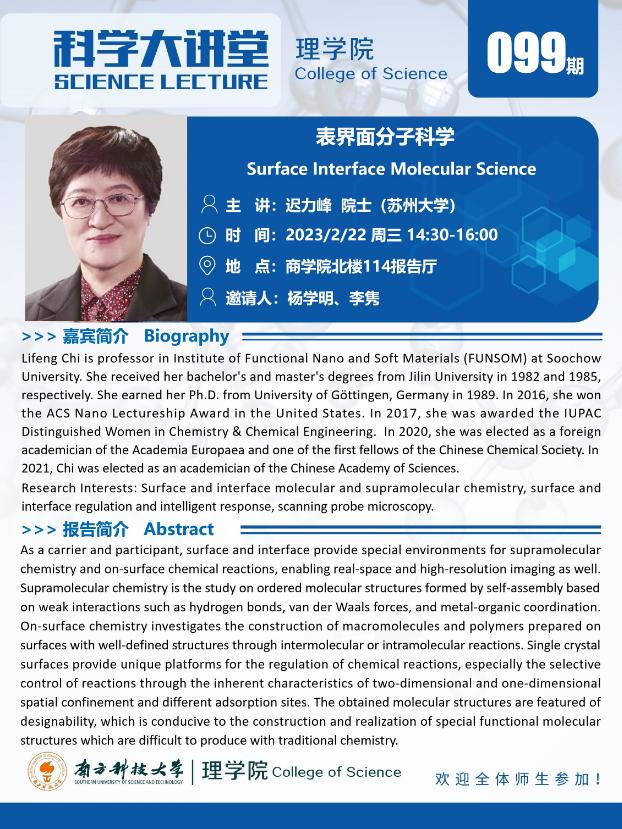 科学大讲堂
SCIENCE LECTURE
理学院
College of Science
099期
表界面分子科学
Surface Interface Molecular Science
主 讲：迟力峰 院士（苏州大学）
时 间：2023/2/22 周三 14:30-16:00
地 点：商学院北楼114报告厅
邀请人：杨学明、李隽
>>> 嘉宾简介 Biography
Lifeng Chi is professor in Institute of Functional Nano and Soft Materials (FUNSOM) at Soochow
University. She received her bachelor's and master's degrees from Jilin University in 1982 and 1985,
respectively. She earned her Ph.D. from University of Göttingen, Germany in 1989. In 2016, she won
the ACS Nano Lectureship Award in the United States. In 2017, she was awarded the IUPAC
Distinguished Women in Chemistry & Chemical Engineering. In 2020, she was elected as a foreign
academician of the Academia Europaea and one of the first fellows of the Chinese Chemical Society. In
2021, Chi was elected as an academician of the Chinese Academy of Sciences.
Research Interests: Surface and interface molecular and supramolecular chemistry, surface and
interface regulation and intelligent response, scanning probe microscopy.
>>> 报告简介 Abstract
As a carrier and participant, surface and interface provide special environments for supramolecular
chemistry and on-surface chemical reactions, enabling real-space and high-resolution imaging as well.
Supramolecular chemistry is the study on ordered molecular structures formed by self-assembly based
on weak interactions such as hydrogen bonds, van der Waals forces, and metal-organic coordination.
On-surface chemistry investigates the construction of macromolecules and polymers prepared on
surfaces with well-defined structures through intermolecular or intramolecular reactions. Single crystal
surfaces provide unique platforms for the regulation of chemical reactions, especially the selective
control of reactions through the inherent characteristics of two-dimensional and one-dimensional
spatial confinement and different adsorption sites. The obtained molecular structures are featured of
designability, which is conducive to the construction and realization of special functional molecular
structures which are difficult to produce with traditional chemistry.
南方科技大学
SOUTHERN UNIVERSITY OF SCIENCE AND TECHNOLOGY
理学院 College of Science
欢迎全体师生参加！